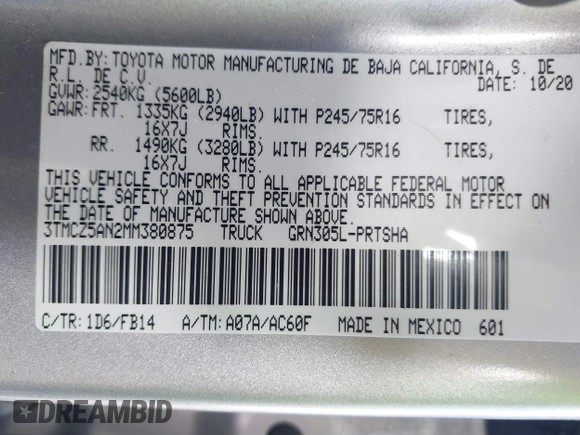 MFD.BY: TOYOTA MOTOR MANUFACTURING DE BAJA CALIFORNIA, S. DE
R.L. DE C.V. DATE: 10/20
GVWR: 2540KG (5600LB)
GAWR: FRT. 1335KG (2940LB) WITH P245/75R16 TIRES,
16X7J RIMS.
RR. 1490KG (3280LB) WITH P245/75R16 TIRES,
16X7J RIMS.
THIS VEHICLE CONFORMS TO ALL APPLICABLE FEDERAL MOTOR
VEHICLE SAFETY AND THEFT PREVENTION STANDARDS IN EFFECT ON
THE DATE OF MANUFACTURE SHOWN ABOVE.
3TMCZ5AN2MM380875 TRUCK GRN305L-PRTSHA
C/TR: 1D6/FB14 A/TM: A07A/AC60F MADE IN MEXICO 601
DREAMBID